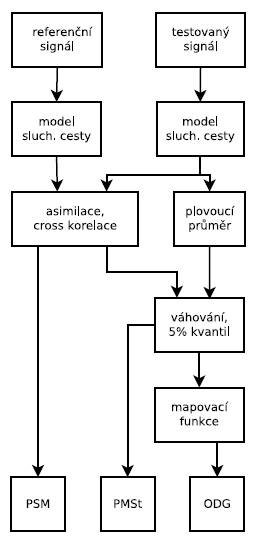 referenční
signál
testovaný
signál
model
sluch. cesty
model
sluch. cesty
asimilace,
cross korelace
plovoucí
průměr
váhování,
5% kvantil
mapovací
funkce
PSM
PMSt
ODG